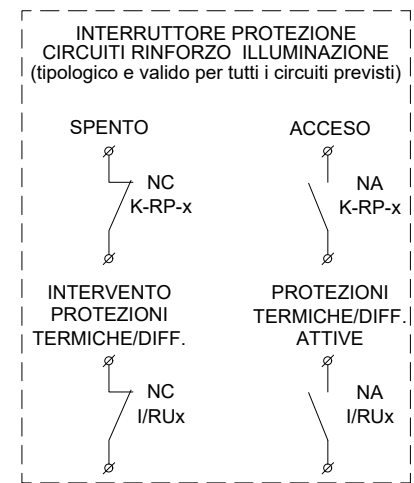 INTERRUTTORE PROTEZIONE
CIRCUITI RINFORZO ILLUMINAZIONE
(tipologico e valido per tutti i circuiti previsti)
SPENTO
NC
K-RP-x
ACCESO
NA
K-RP-x
INTERVENTO
PROTEZIONI
TERMICHE/DIFF.
NC
I/RUx
PROTEZIONI
TERMICHE/DIFF.
ATTIVE
NA
I/RUx